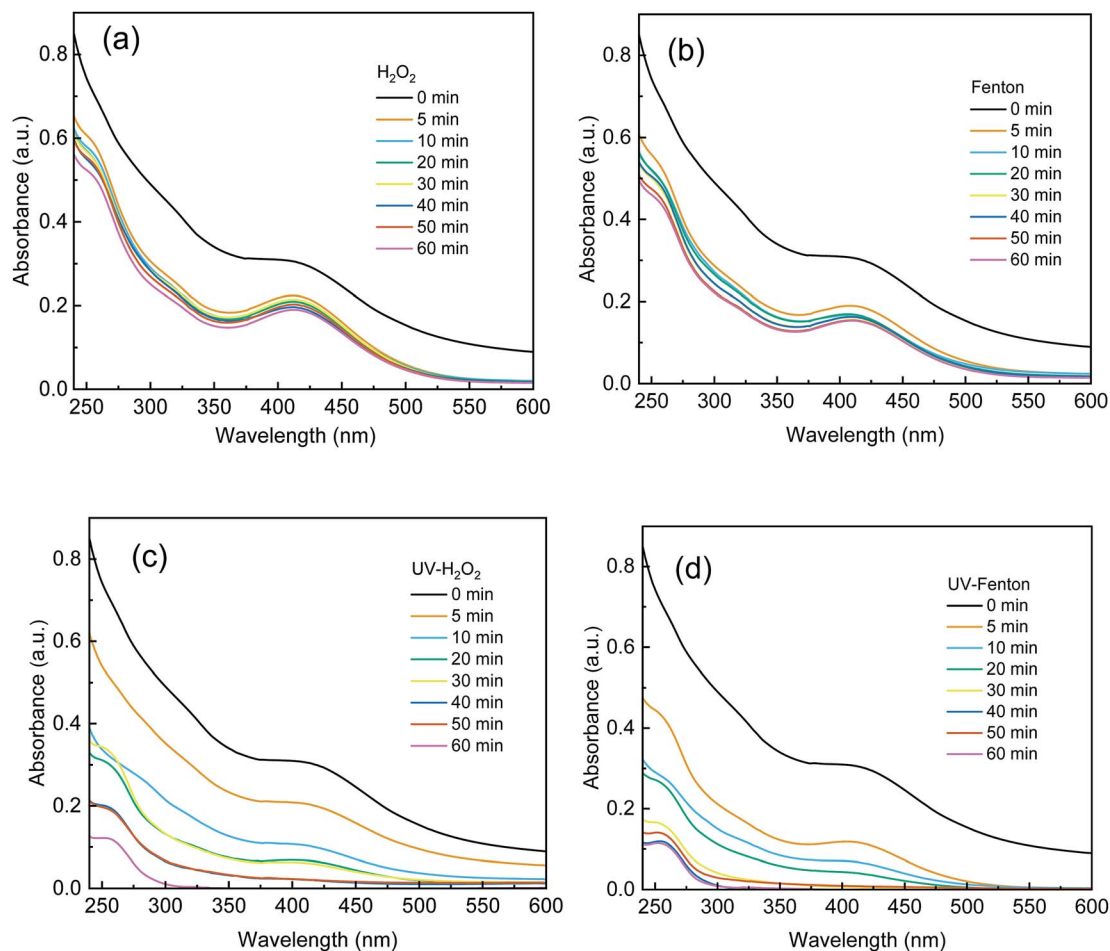 (a)
H₂O₂
0 min
5 min
10 min
20 min
30 min
40 min
50 min
60 min
Absorbance (a.u.)
0.8
0.6
0.4
0.2
0.0
250 300 350 400 450 500 550 600
Wavelength (nm)
(b)
Fenton
0 min
5 min
10 min
20 min
30 min
40 min
50 min
60 min
Absorbance (a.u.)
0.8
0.6
0.4
0.2
0.0
250 300 350 400 450 500 550 600
Wavelength (nm)
(c)
UV-H₂O₂
0 min
5 min
10 min
20 min
30 min
40 min
50 min
60 min
Absorbance (a.u.)
0.8
0.6
0.4
0.2
0.0
250 300 350 400 450 500 550 600
Wavelength (nm)
(d)
UV-Fenton
0 min
5 min
10 min
20 min
30 min
40 min
50 min
60 min
Absorbance (a.u.)
0.8
0.6
0.4
0.2
0.0
250 300 350 400 450 500 550 600
Wavelength (nm)